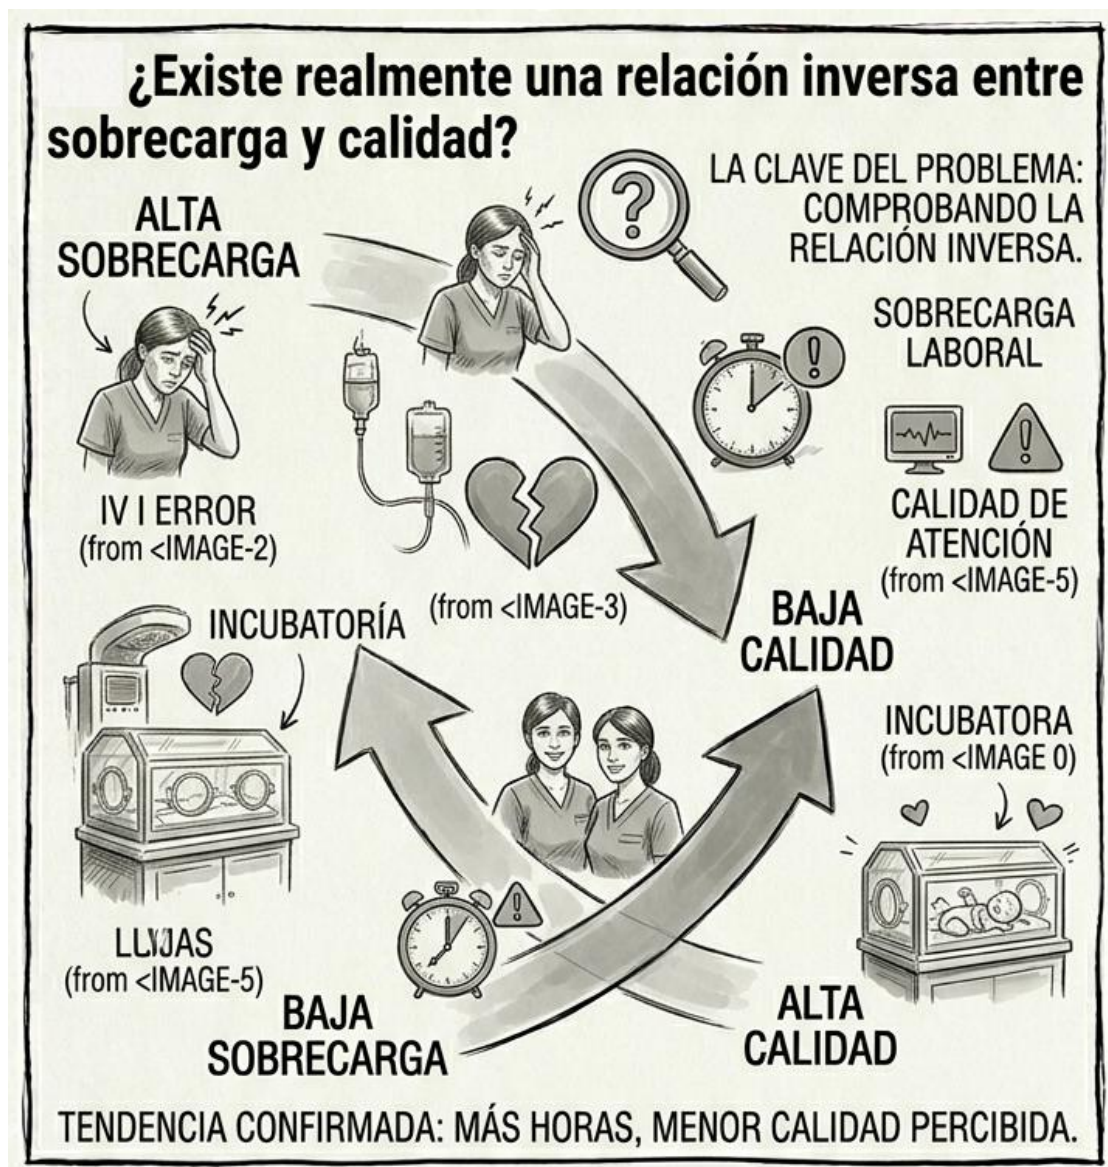 ¿Existe realmente una relación inversa entre
sobrecarga y calidad?
LA CLAVE DEL PROBLEMA:
COMPROBANDO LA
RELACIÓN INVERSA.
ALTA
SOBRECARGA
SOBRECARGA
LABORAL
IV I ERROR
(from <IMAGE-2)
CALIDAD DE
ATENCIÓN
(from <IMAGE-5)
(from <IMAGE-3)
INCUBATORÍA
BAJA
CALIDAD
INCUBATORA
(from <IMAGE 0)
(from <IMAGE-5)
BAJA
SOBRECARGA
ALTA
CALIDAD
TENDENCIA CONFIRMADA: MÁS HORAS, MENOR CALIDAD PERCIBIDA.